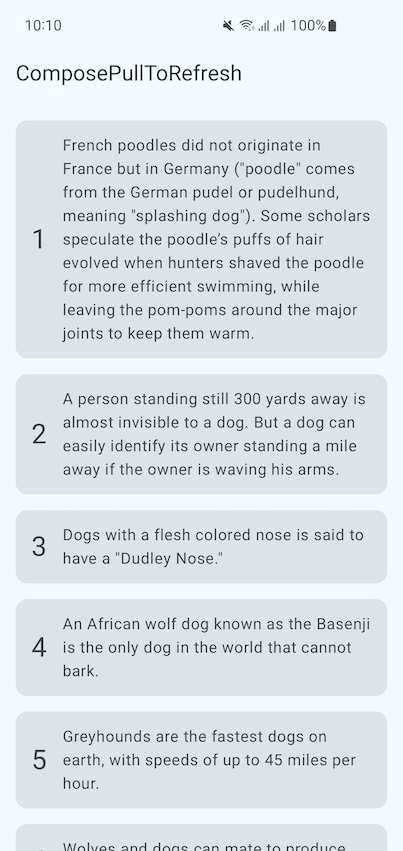 10:10
100%
ComposePullToRefresh
French poodles did not originate in
France but in Germany ("poodle" comes
from the German pudel or pudelhund,
meaning "splashing dog"). Some scholars
1
speculate the poodle’s puffs of hair
evolved when hunters shaved the poodle
for more efficient swimming, while
leaving the pom-poms around the major
joints to keep them warm.
A person standing still 300 yards away is
almost invisible to a dog. But a dog can
2
easily identify its owner standing a mile
away if the owner is waving his arms.
3
Dogs with a flesh colored nose is said to
have a "Dudley Nose."
An African wolf dog known as the Basenji
4
is the only dog in the world that cannot
bark.
Greyhounds are the fastest dogs on
5
earth, with speeds of up to 45 miles per
hour.
Wolves and dogs can mate to produce